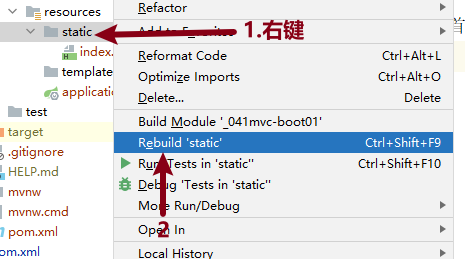 resources
static
index.
template
applicatio
test
target
.gitignore
HELP.md
mvnw
mvnw.cmd
pom.xml
om.xml
Refactor
Add to Favorites
Reformat Code Ctrl+Alt+L
Optimize Imports Ctrl+Alt+O
Delete... Delete
Build Module '_041mvc-boot01'
Rebuild 'static' Ctrl+Shift+F9
Run 'Tests in 'static'' Ctrl+Shift+F10
Debug 'Tests in 'static''
More Run/Debug
Open In
Local History
1.右键
2
首